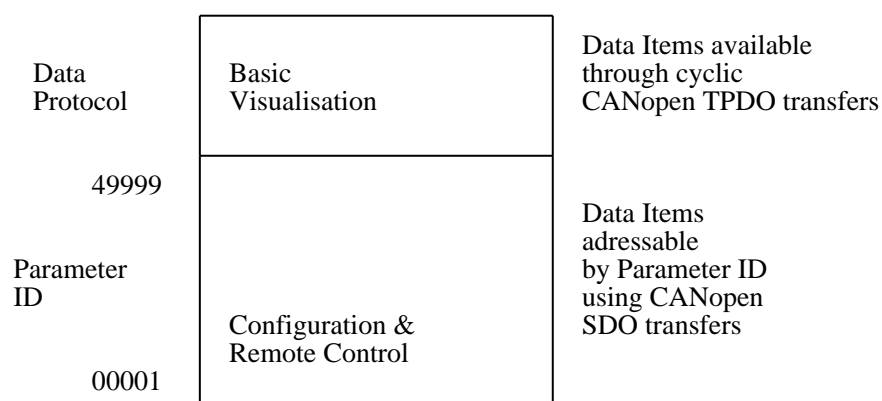 Data
Protocol
Basic
Visualisation
Data Items available
through cyclic
CANopen TPDO transfers
49999
Parameter
ID
00001
Configuration &
Remote Control
Data Items
adressable
by Parameter ID
using CANopen
SDO transfers